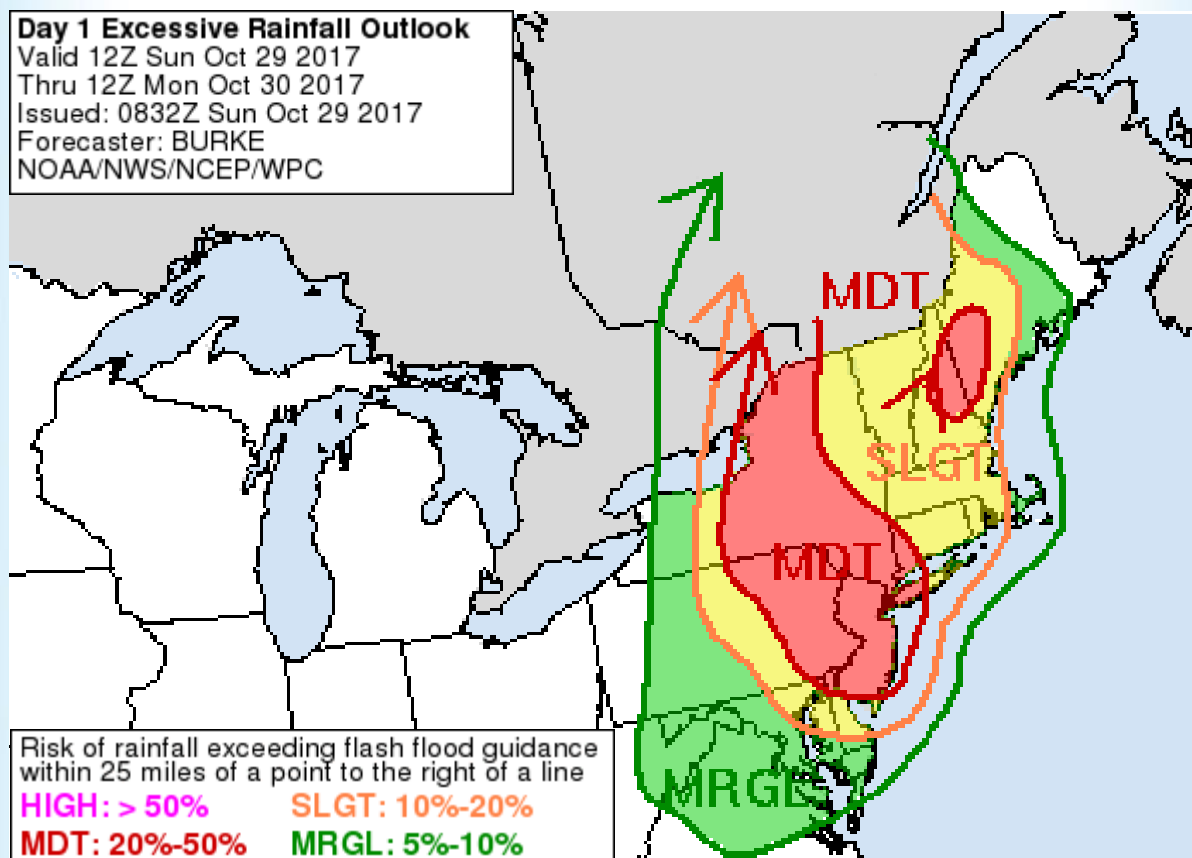 Day 1 Excessive Rainfall Outlook
Valid 12Z Sun Oct 29 2017
Thru 12Z Mon Oct 30 2017
Issued: 0832Z Sun Oct 29 2017
Forecaster: BURKE
NOAA/NWS/NCEP/WPC
MDT
SLGT
MDT
MRGL
Risk of rainfall exceeding flash flood guidance
within 25 miles of a point to the right of a line
HIGH: > 50% SLGT: 10%-20%
MDT: 20%-50% MRGL: 5%-10%